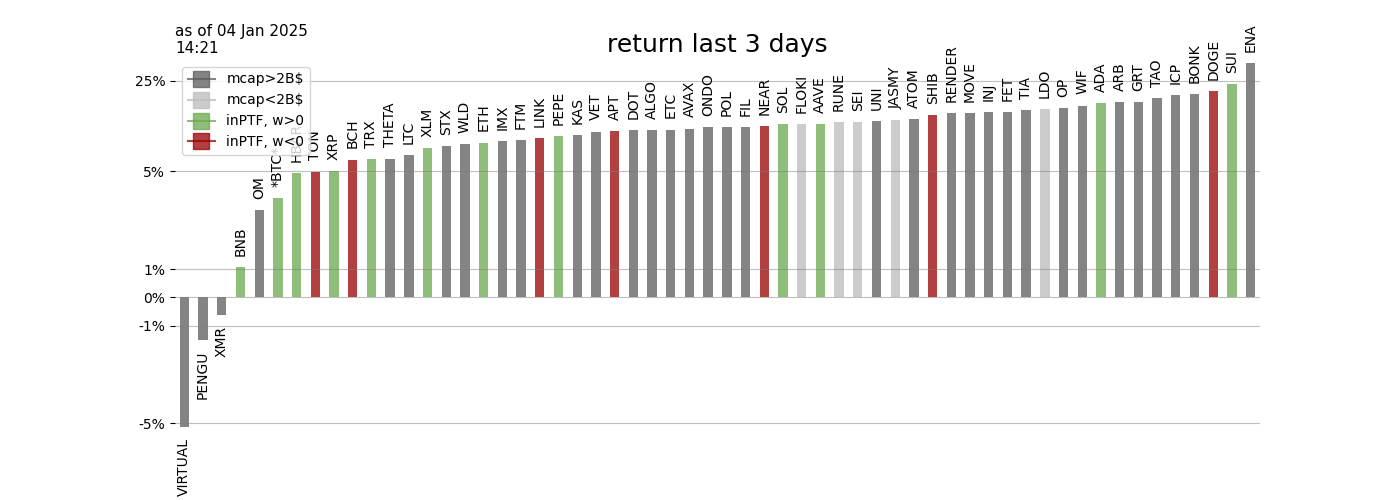 as of 04 Jan 2025
14:21
return last 3 days
mcap>2B$
mcap<2B$
inPTF, w>0
inPTF, w<0
25%
5%
1%
0%
-1%
-5%
VIRTUAL
PENGU
XMR
BNB
OM
*BTC*
HBAR
TON
XRP
BCH
TRX
THETA
LTC
XLM
STX
WLD
ETH
IMX
FTM
LINK
PEPE
KAS
VET
APT
DOT
ALGO
ETC
AVAX
ONDO
POL
FIL
NEAR
SOL
FLOKI
AAVE
RUNE
SEI
UNI
JASMY
ATOM
SHIB
RENDER
MOVE
INJ
FET
TIA
LDO
OP
WIF
ADA
ARB
GRT
TAO
ICP
BONK
DOGE
SUI
ENA